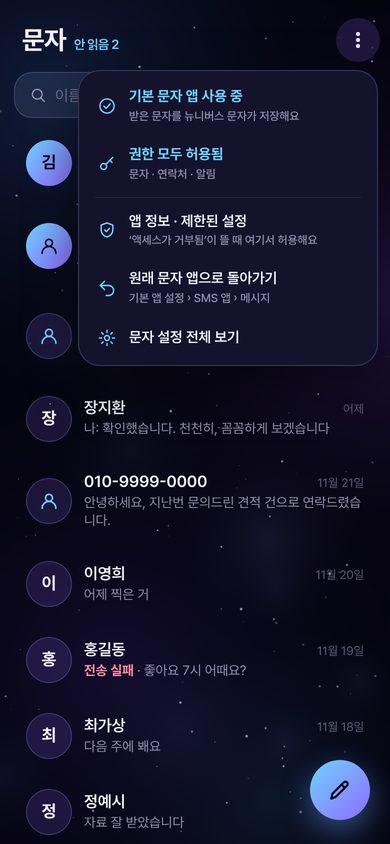 문자 안 읽음 2
이름
기본 문자 앱 사용 중
받은 문자를 뉴니버스 문자가 저장해요
김
권한 모두 허용됨
문자 · 연락처 · 알림
앱 정보 · 제한된 설정
‘액세스가 거부됨’이 뜰 때 여기서 허용해요
원래 문자 앱으로 돌아가기
기본 앱 설정 › SMS 앱 › 메시지
문자 설정 전체 보기
장
장지환
어제
나: 확인했습니다. 천천히, 꼼꼼하게 보겠습니다
010-9999-0000
11월 21일
안녕하세요, 지난번 문의드린 견적 건으로 연락드렸습
니다.
이
이영희
11월 20일
어제 찍은 거
홍
홍길동
11월 19일
전송 실패 · 좋아요 7시 어때요?
최
최가상
11월 18일
다음 주에 봬요
정
정예시
자료 잘 받았습니다